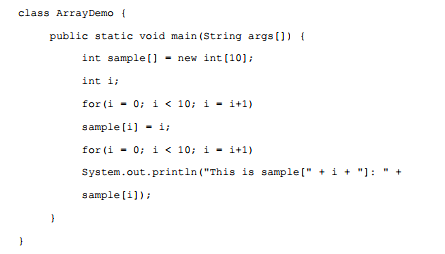 class ArrayDemo {
public static void main(String args[]) {
int sample[] = new int[10];
int i;
for(i = 0; i < 10; i = i+1)
sample[i] = i;
for(i = 0; i < 10; i = i+1)
System.out.println("This is sample[" + i + "]: " +
sample[i]);
}
}